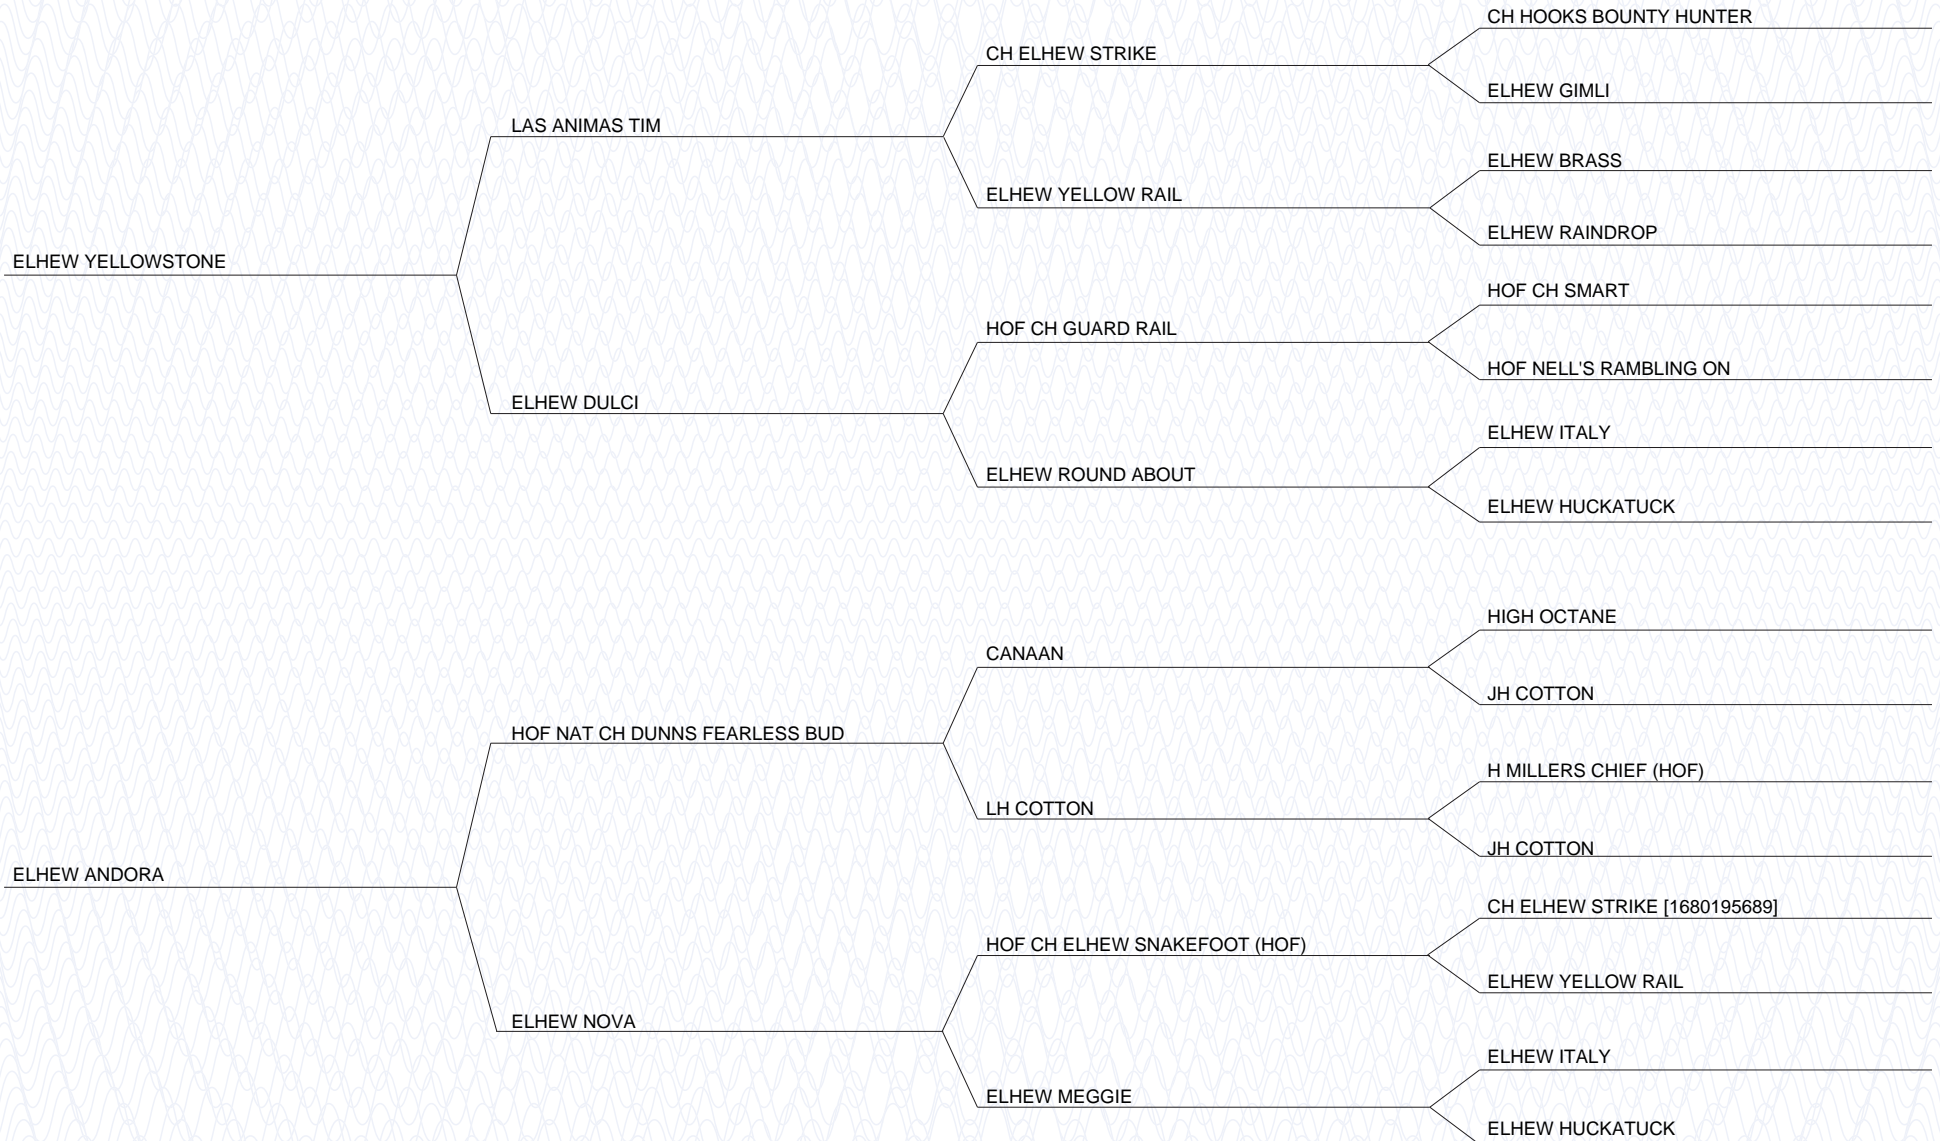 CH HOOKS BOUNTY HUNTER
CH ELHEW STRIKE
ELHEW GIMLI
LAS ANIMAS TIM
ELHEW BRASS
ELHEW YELLOW RAIL
ELHEW RAINDROP
ELHEW YELLOWSTONE
HOF CH SMART
HOF CH GUARD RAIL
HOF NELL'S RAMBLING ON
ELHEW DULCI
ELHEW ITALY
ELHEW ROUND ABOUT
ELHEW HUCKATUCK
HIGH OCTANE
CANAAN
JH COTTON
HOF NAT CH DUNNS FEARLESS BUD
H MILLERS CHIEF (HOF)
LH COTTON
JH COTTON
ELHEW ANDORA
CH ELHEW STRIKE [1680195689]
HOF CH ELHEW SNAKEFOOT (HOF)
ELHEW YELLOW RAIL
ELHEW NOVA
ELHEW ITALY
ELHEW MEGGIE
ELHEW HUCKATUCK